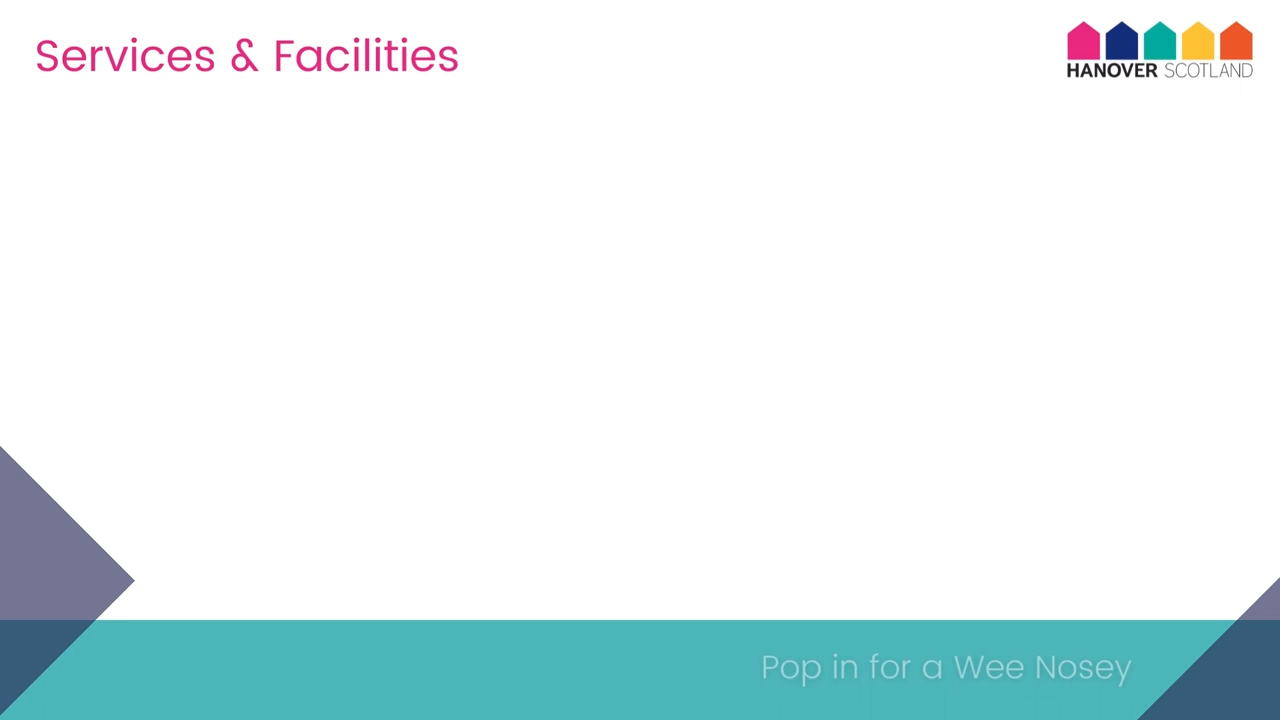 Services & Facilities
HANOVER SCOTLAND
Pop in for a Wee Nosey